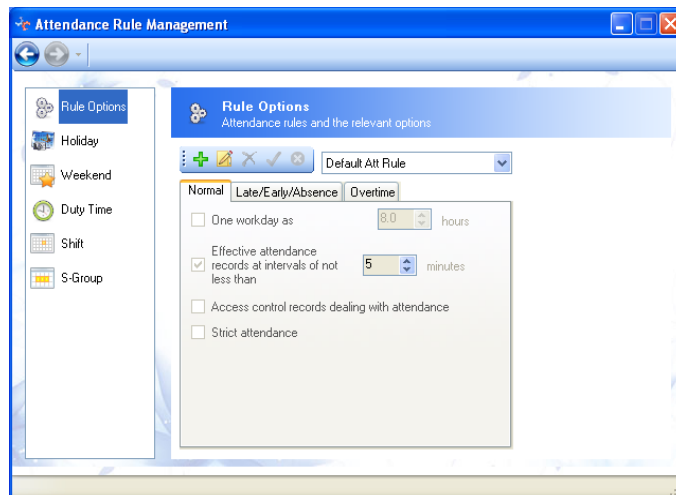 Attendance Rule Management
Rule Options
Holiday
Weekend
Duty Time
Shift
S-Group
Rule Options
Attendance rules and the relevant options
Default Att Rule
Normal Late/Early/Absence Overtime
One workday as 8.0 hours
Effective attendance
records at intervals of not 5 minutes
less than
Access control records dealing with attendance
Strict attendance